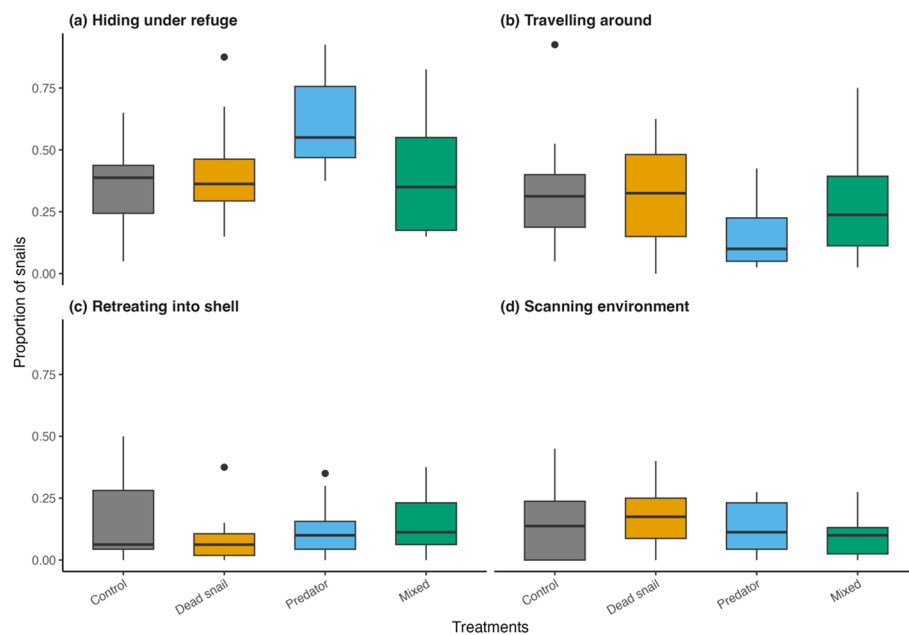 (a) Hiding under refuge
(b) Travelling around
0.75
0.50
0.25
0.00
(c) Retreating into shell
(d) Scanning environment
Proportion of snails
0.75
0.50
0.25
0.00
Control
Dead snail
Predator
Mixed
Control
Dead snail
Predator
Mixed
Treatments